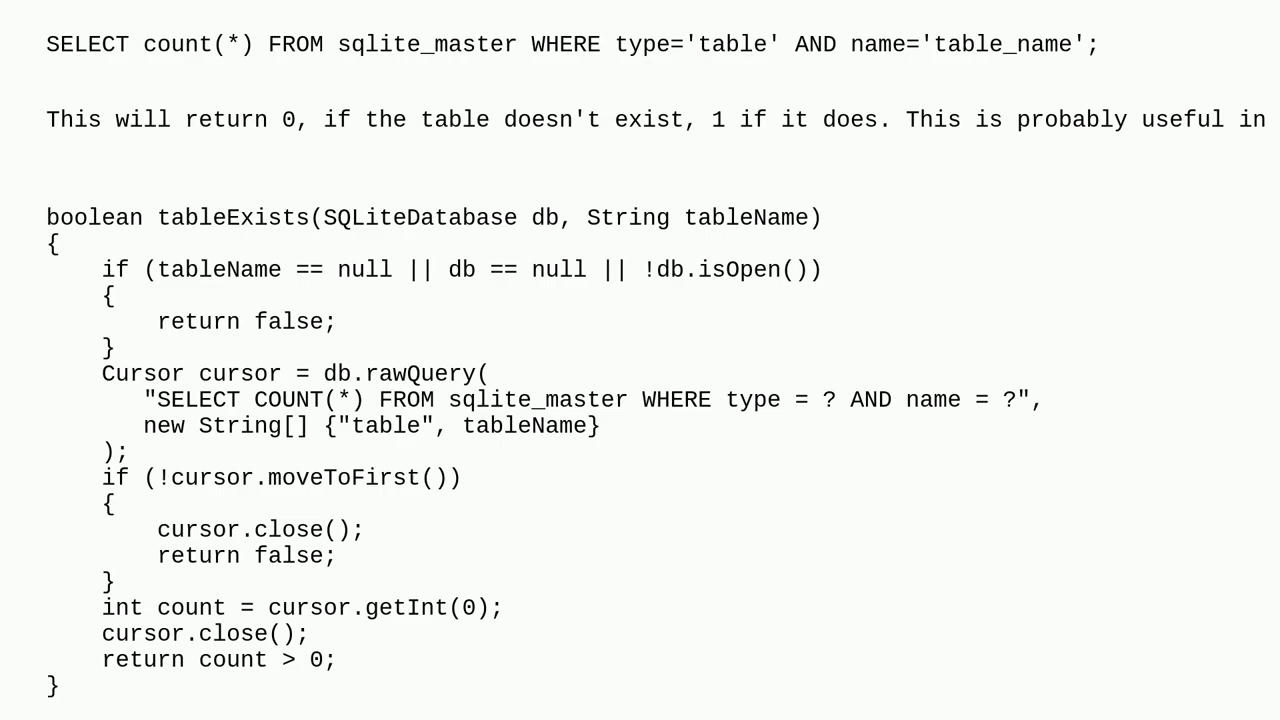 SELECT count(*) FROM sqlite_master WHERE type='table' AND name='table_name';
This will return 0, if the table doesn't exist, 1 if it does. This is probably useful in
boolean tableExists(SQLiteDatabase db, String tableName)
{
    if (tableName == null || db == null || !db.isOpen())
    {
        return false;
    }
    Cursor cursor = db.rawQuery(
       "SELECT COUNT(*) FROM sqlite_master WHERE type = ? AND name = ?",
       new String[] {"table", tableName}
    );
    if (!cursor.moveToFirst())
    {
        cursor.close();
        return false;
    }
    int count = cursor.getInt(0);
    cursor.close();
    return count > 0;
}